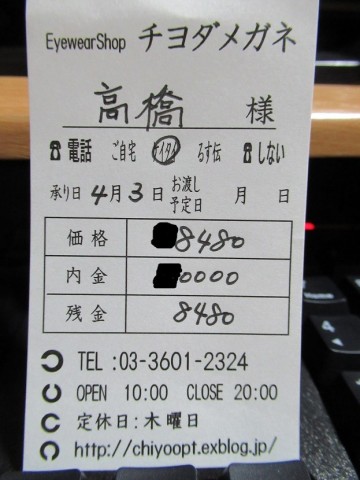 EyewearShop チヨダメガネ
高橋 様
☎電話 ご自宅 ケイタイ るす伝 ☎しない
承り日 4月3日 お渡し予定日 月 日
価格 8480
内金 0000
残金 8480
TEL:03-3601-2324
OPEN 10:00 CLOSE 20:00
定休日:木曜日
http://chiyoopt.exblog.jp/